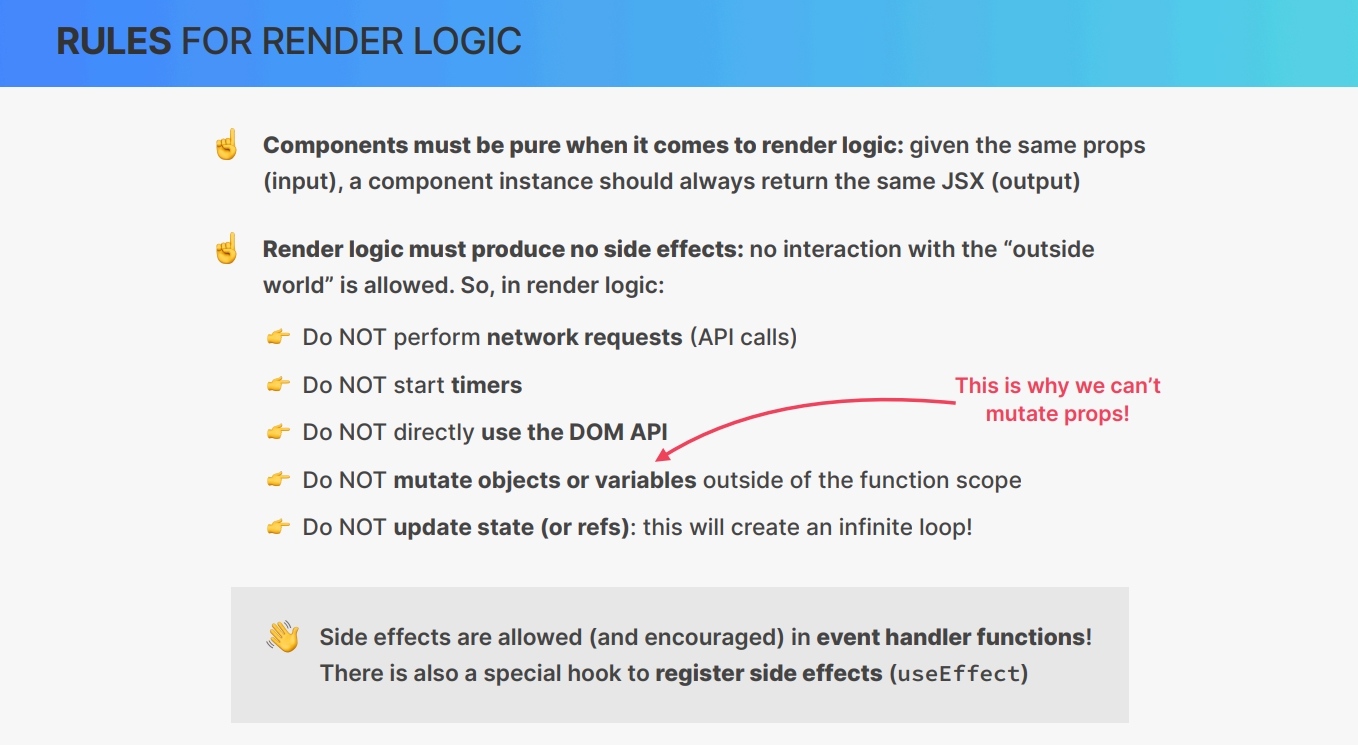 RULES FOR RENDER LOGIC
Components must be pure when it comes to render logic: given the same props
(input), a component instance should always return the same JSX (output)
Render logic must produce no side effects: no interaction with the “outside
world” is allowed. So, in render logic:
Do NOT perform network requests (API calls)
Do NOT start timers
Do NOT directly use the DOM API
This is why we can’t
mutate props!
Do NOT mutate objects or variables outside of the function scope
Do NOT update state (or refs): this will create an infinite loop!
Side effects are allowed (and encouraged) in event handler functions!
There is also a special hook to register side effects (useEffect)